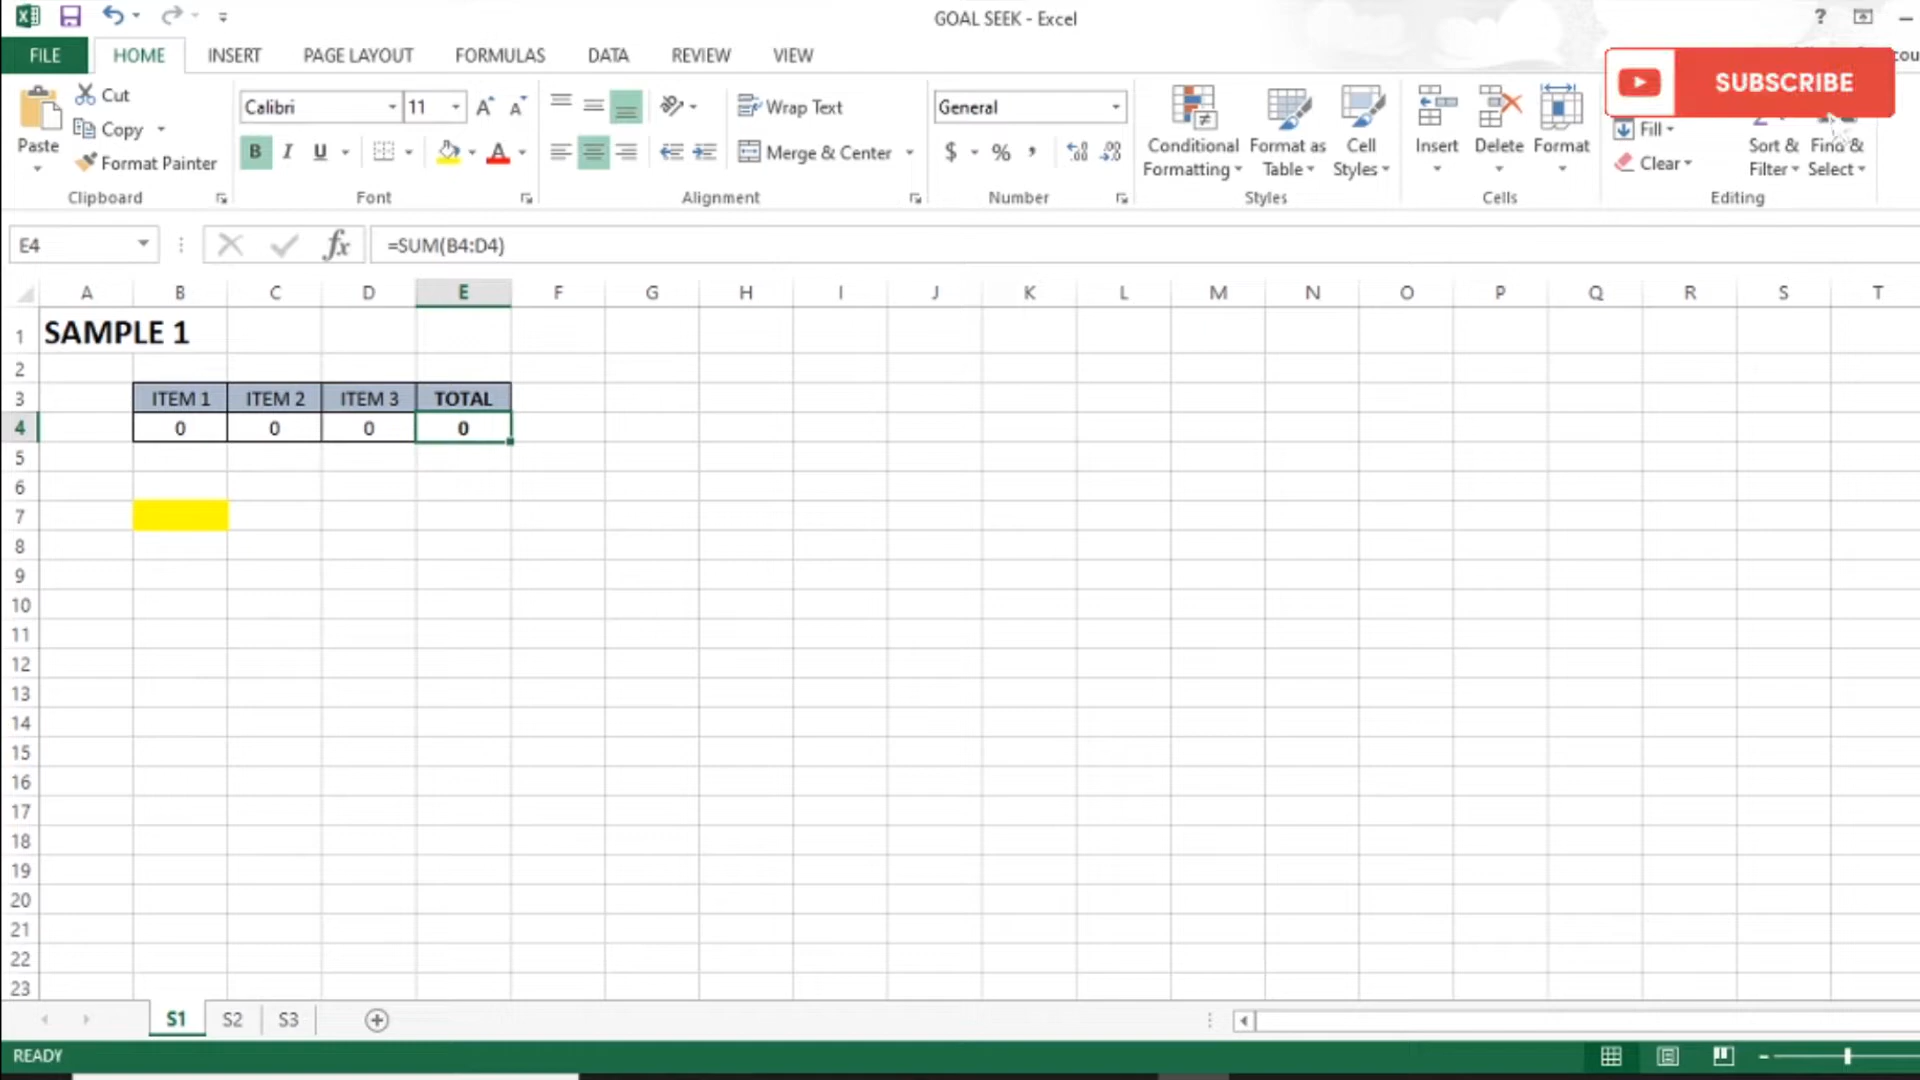 GOAL SEEK - Excel
?
FILE HOME INSERT PAGE LAYOUT FORMULAS DATA REVIEW VIEW
SUBSCRIBE
Cut
Copy
Format Painter
Paste
Clipboard
Calibri 11
B I U
Font
Wrap Text
Merge & Center
Alignment
General
$ % ,
Number
Conditional Formatting
Format as Table
Cell Styles
Styles
Insert
Delete
Format
Cells
Fill
Clear
Sort & Filter
Find & Select
Editing
E4
fx
=SUM(B4:D4)
A B C D E F G H I J K L M N O P Q R S T
1 SAMPLE 1
2
3 ITEM 1 ITEM 2 ITEM 3 TOTAL
4 0 0 0 0
5
6
7
8
9
10
11
12
13
14
15
16
17
18
19
20
21
22
23
S1 S2 S3
READY